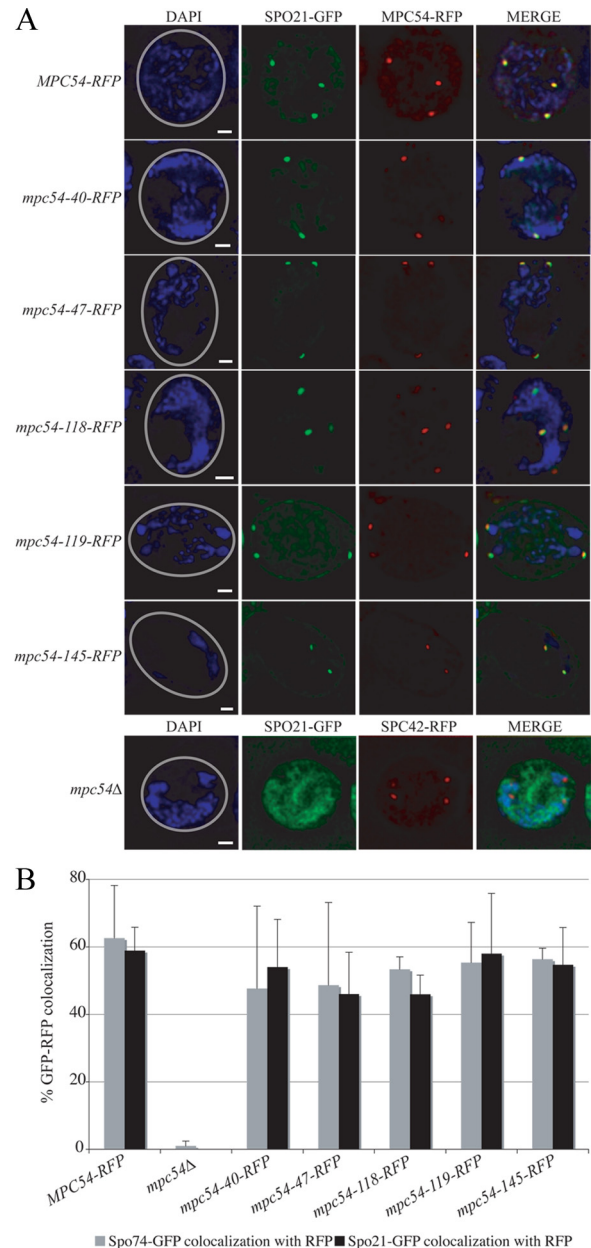 A
DAPI SPO21-GFP MPC54-RFP MERGE
MPC54-RFP
mpc54-40-RFP
mpc54-47-RFP
mpc54-118-RFP
mpc54-119-RFP
mpc54-145-RFP
DAPI SPO21-GFP SPC42-RFP MERGE
mpc54Δ
B
% GFP-RFP colocalization
80
60
40
20
0
MPC54-RFP mpc54Δ mpc54-40-RFP mpc54-47-RFP mpc54-118-RFP mpc54-119-RFP mpc54-145-RFP
Spo74-GFP colocalization with RFP Spo21-GFP colocalization with RFP